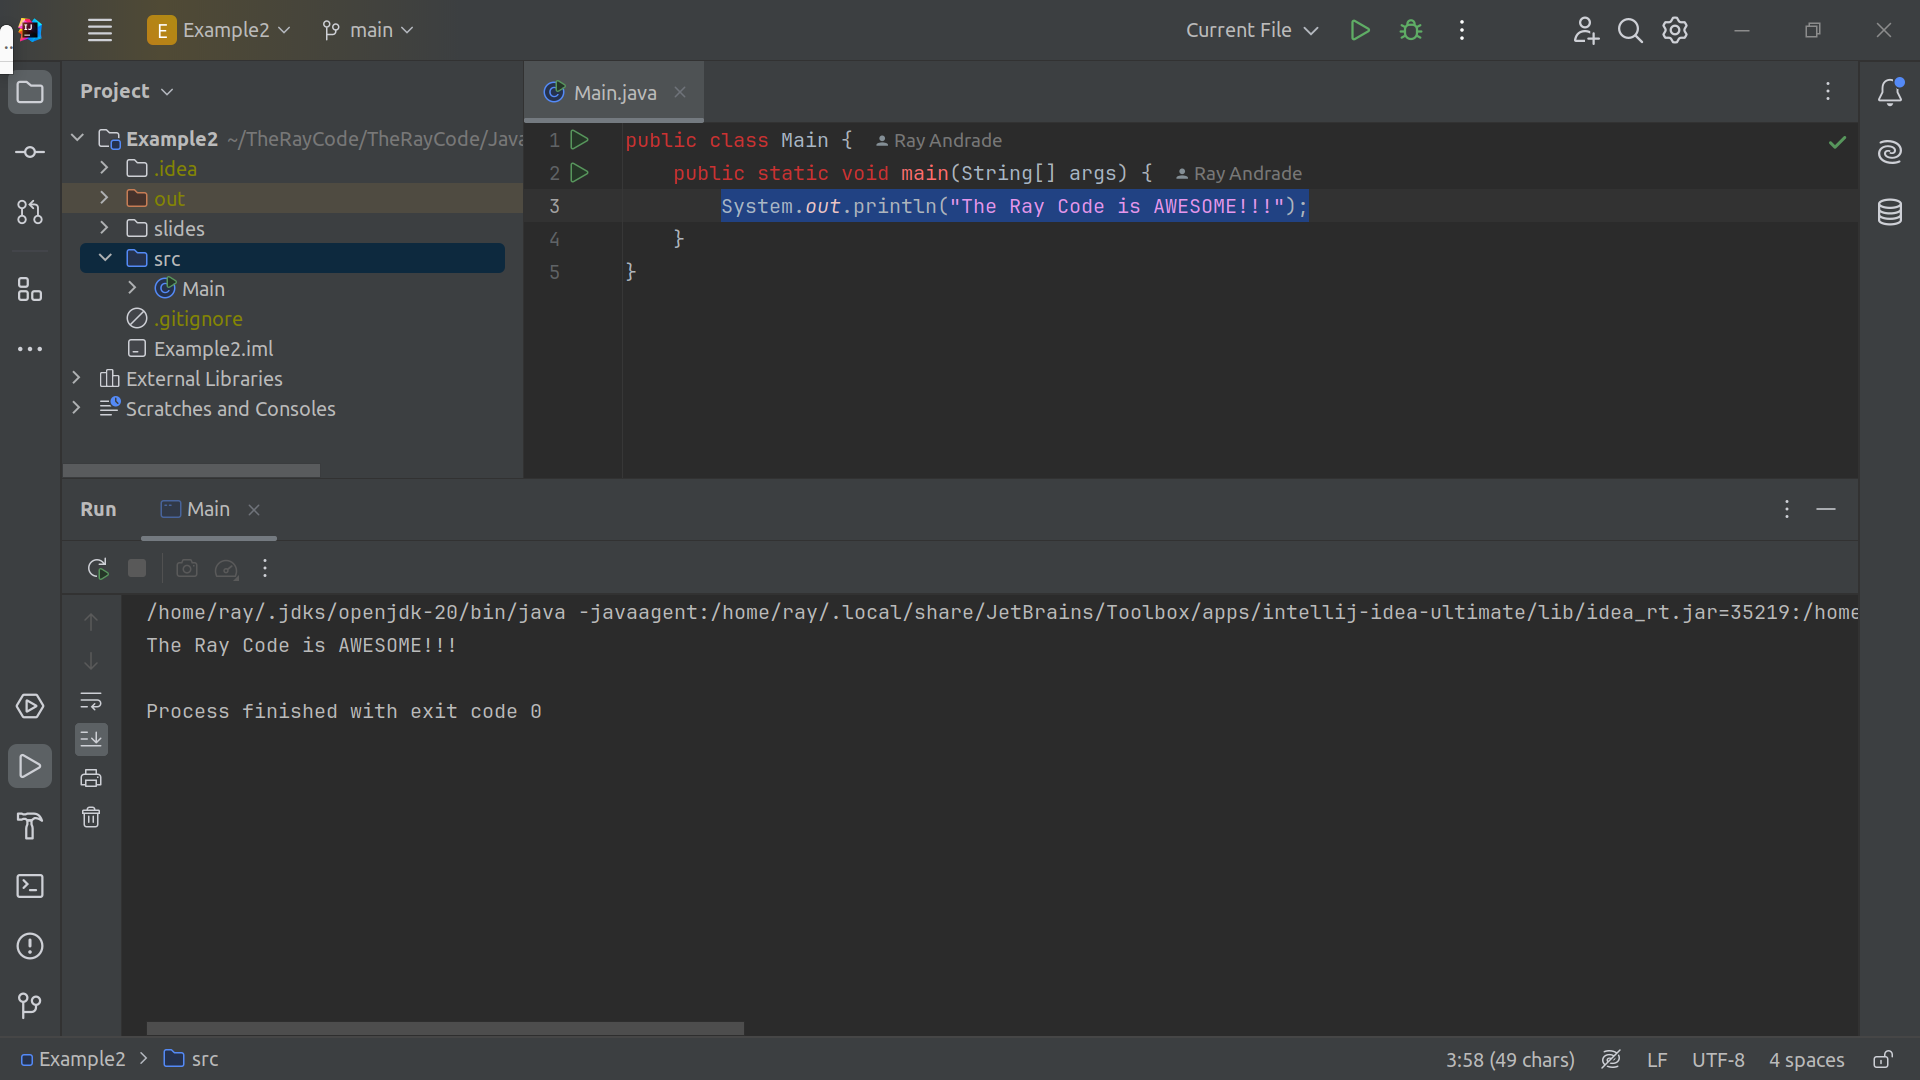 E Example2
main
Current File
Project
Main.java
Example2 ~/TheRayCode/TheRayCode/Java
.idea
out
slides
src
Main
.gitignore
Example2.iml
External Libraries
Scratches and Consoles
1 public class Main { Ray Andrade
2 public static void main(String[] args) { Ray Andrade
3 System.out.println("The Ray Code is AWESOME!!!");
4 }
5 }
Run
Main
/home/ray/.jdks/openjdk-20/bin/java -javaagent:/home/ray/.local/share/JetBrains/Toolbox/apps/intellij-idea-ultimate/lib/idea_rt.jar=35219:/home
The Ray Code is AWESOME!!!
Process finished with exit code 0
Example2 > src
3:58 (49 chars)
LF
UTF-8
4 spaces